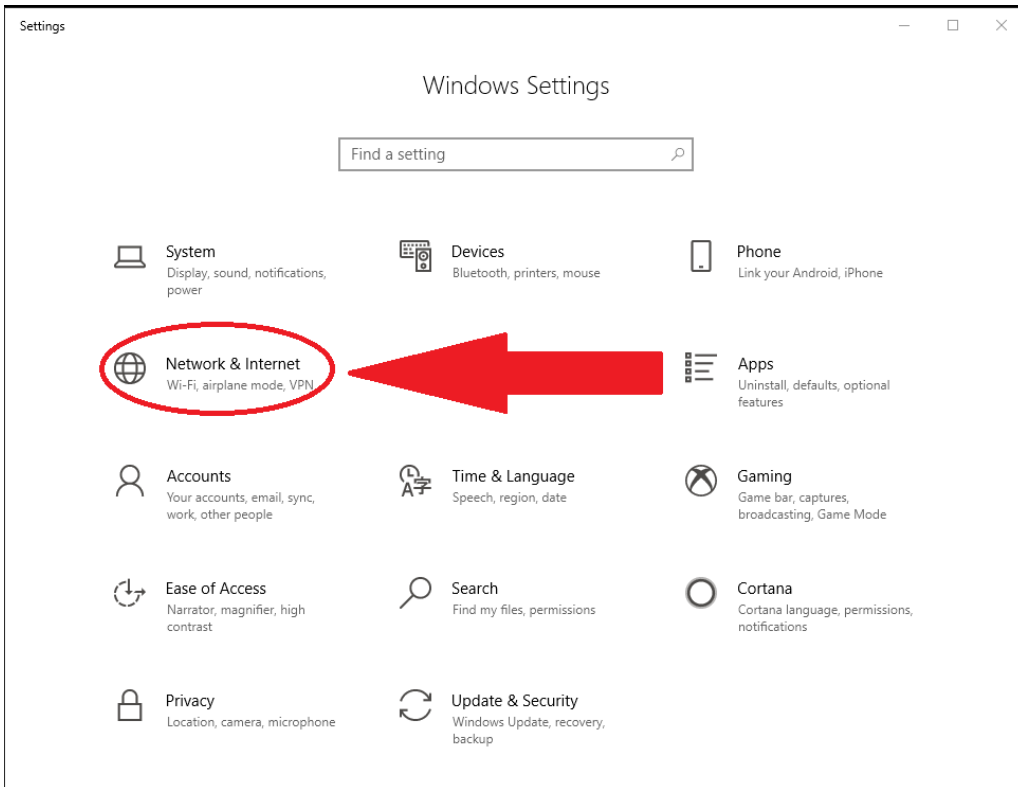 Settings
Windows Settings
Find a setting
System
Display, sound, notifications,
power
Devices
Bluetooth, printers, mouse
Phone
Link your Android, iPhone
Network & Internet
Wi-Fi, airplane mode, VPN
Apps
Uninstall, defaults, optional
features
Accounts
Your accounts, email, sync,
work, other people
Time & Language
Speech, region, date
Gaming
Game bar, captures,
broadcasting, Game Mode
Ease of Access
Narrator, magnifier, high
contrast
Search
Find my files, permissions
Cortana
Cortana language, permissions,
notifications
Privacy
Location, camera, microphone
Update & Security
Windows Update, recovery,
backup